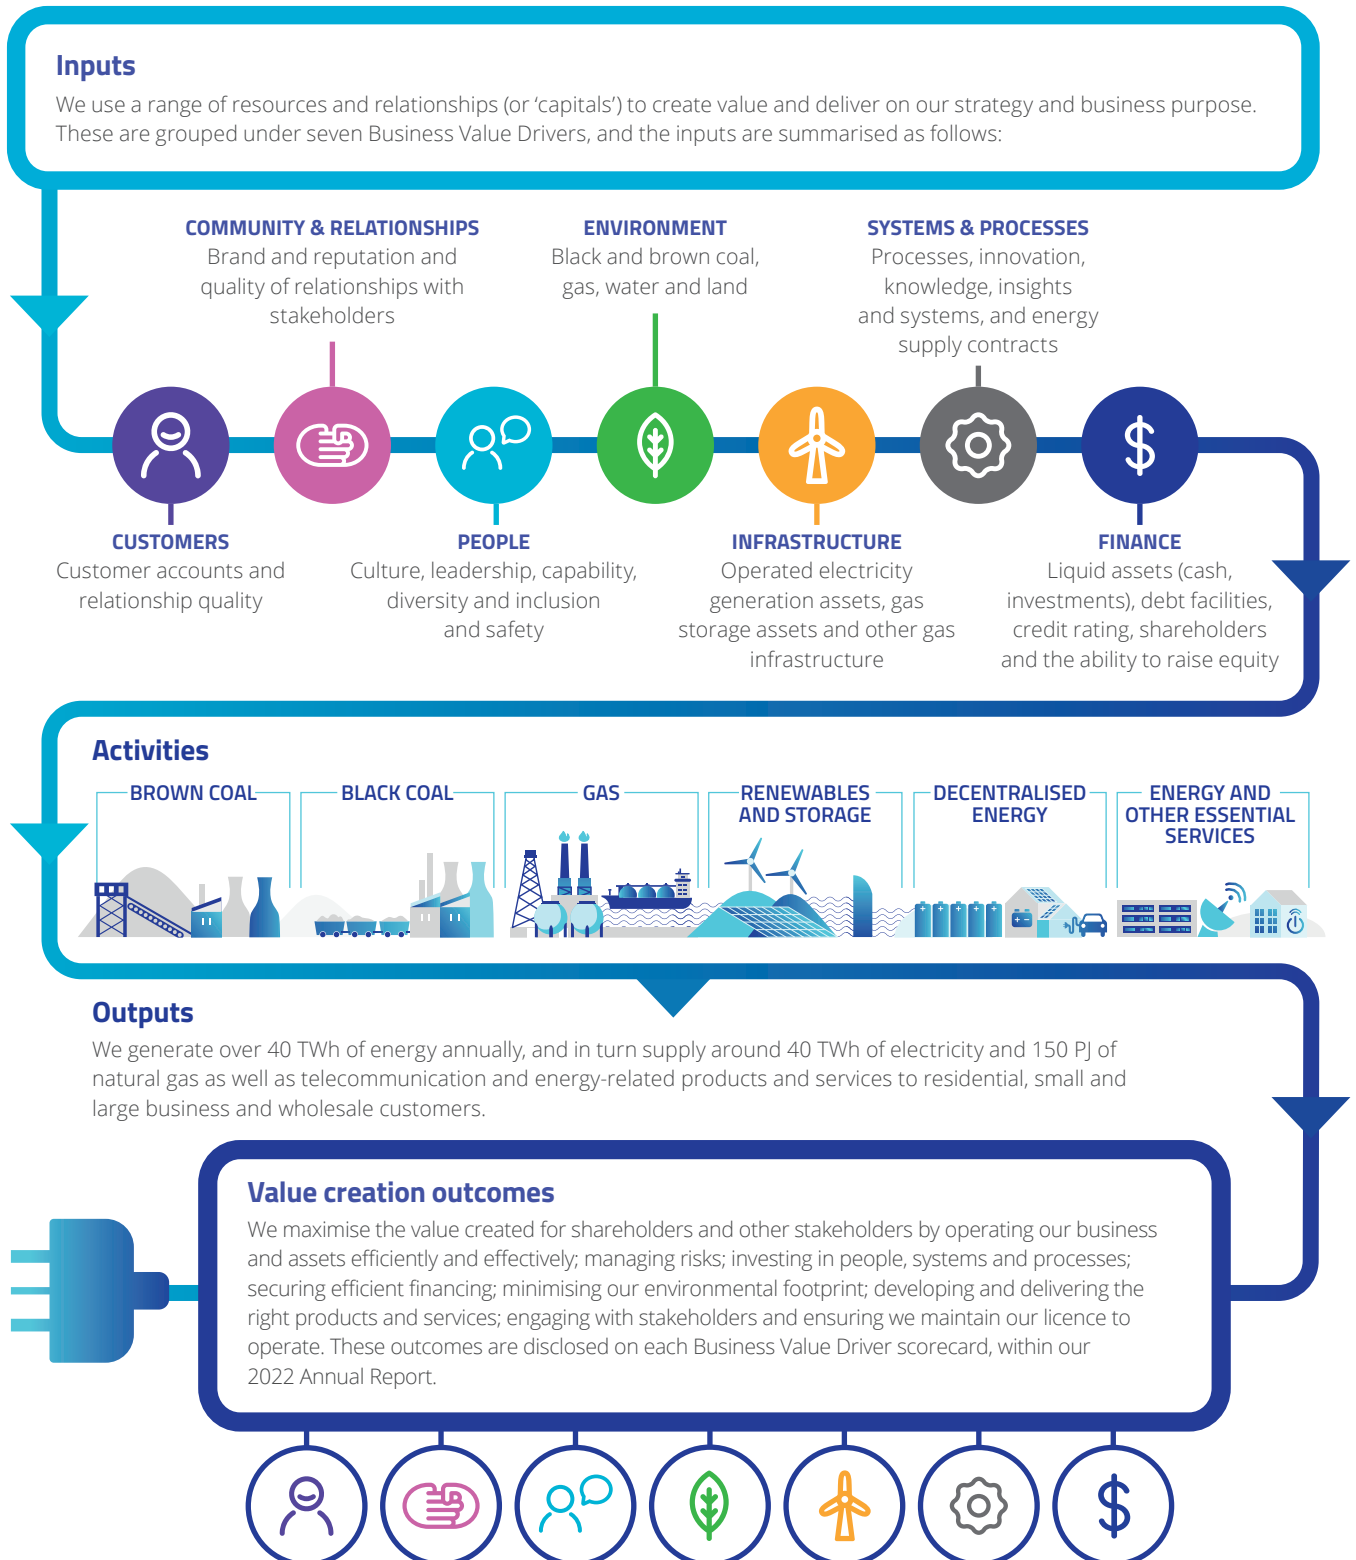 Inputs
We use a range of resources and relationships (or ‘capitals’) to create value and deliver on our strategy and business purpose.
These are grouped under seven Business Value Drivers, and the inputs are summarised as follows:
COMMUNITY & RELATIONSHIPS
Brand and reputation and
quality of relationships with
stakeholders
ENVIRONMENT
Black and brown coal,
gas, water and land
SYSTEMS & PROCESSES
Processes, innovation,
knowledge, insights
and systems, and energy
supply contracts
$
CUSTOMERS
Customer accounts and
relationship quality
PEOPLE
Culture, leadership, capability,
diversity and inclusion
and safety
INFRASTRUCTURE
Operated electricity
generation assets, gas
storage assets and other gas
infrastructure
FINANCE
Liquid assets (cash,
investments), debt facilities,
credit rating, shareholders
and the ability to raise equity
Activities
BROWN COAL
BLACK COAL
GAS
RENEWABLES
AND STORAGE
DECENTRALISED
ENERGY
ENERGY AND
OTHER ESSENTIAL
SERVICES
Outputs
We generate over 40 TWh of energy annually, and in turn supply around 40 TWh of electricity and 150 PJ of
natural gas as well as telecommunication and energy-related products and services to residential, small and
large business and wholesale customers.
Value creation outcomes
We maximise the value created for shareholders and other stakeholders by operating our business
and assets efficiently and effectively; managing risks; investing in people, systems and processes;
securing efficient financing; minimising our environmental footprint; developing and delivering the
right products and services; engaging with stakeholders and ensuring we maintain our licence to
operate. These outcomes are disclosed on each Business Value Driver scorecard, within our
2022 Annual Report.
$